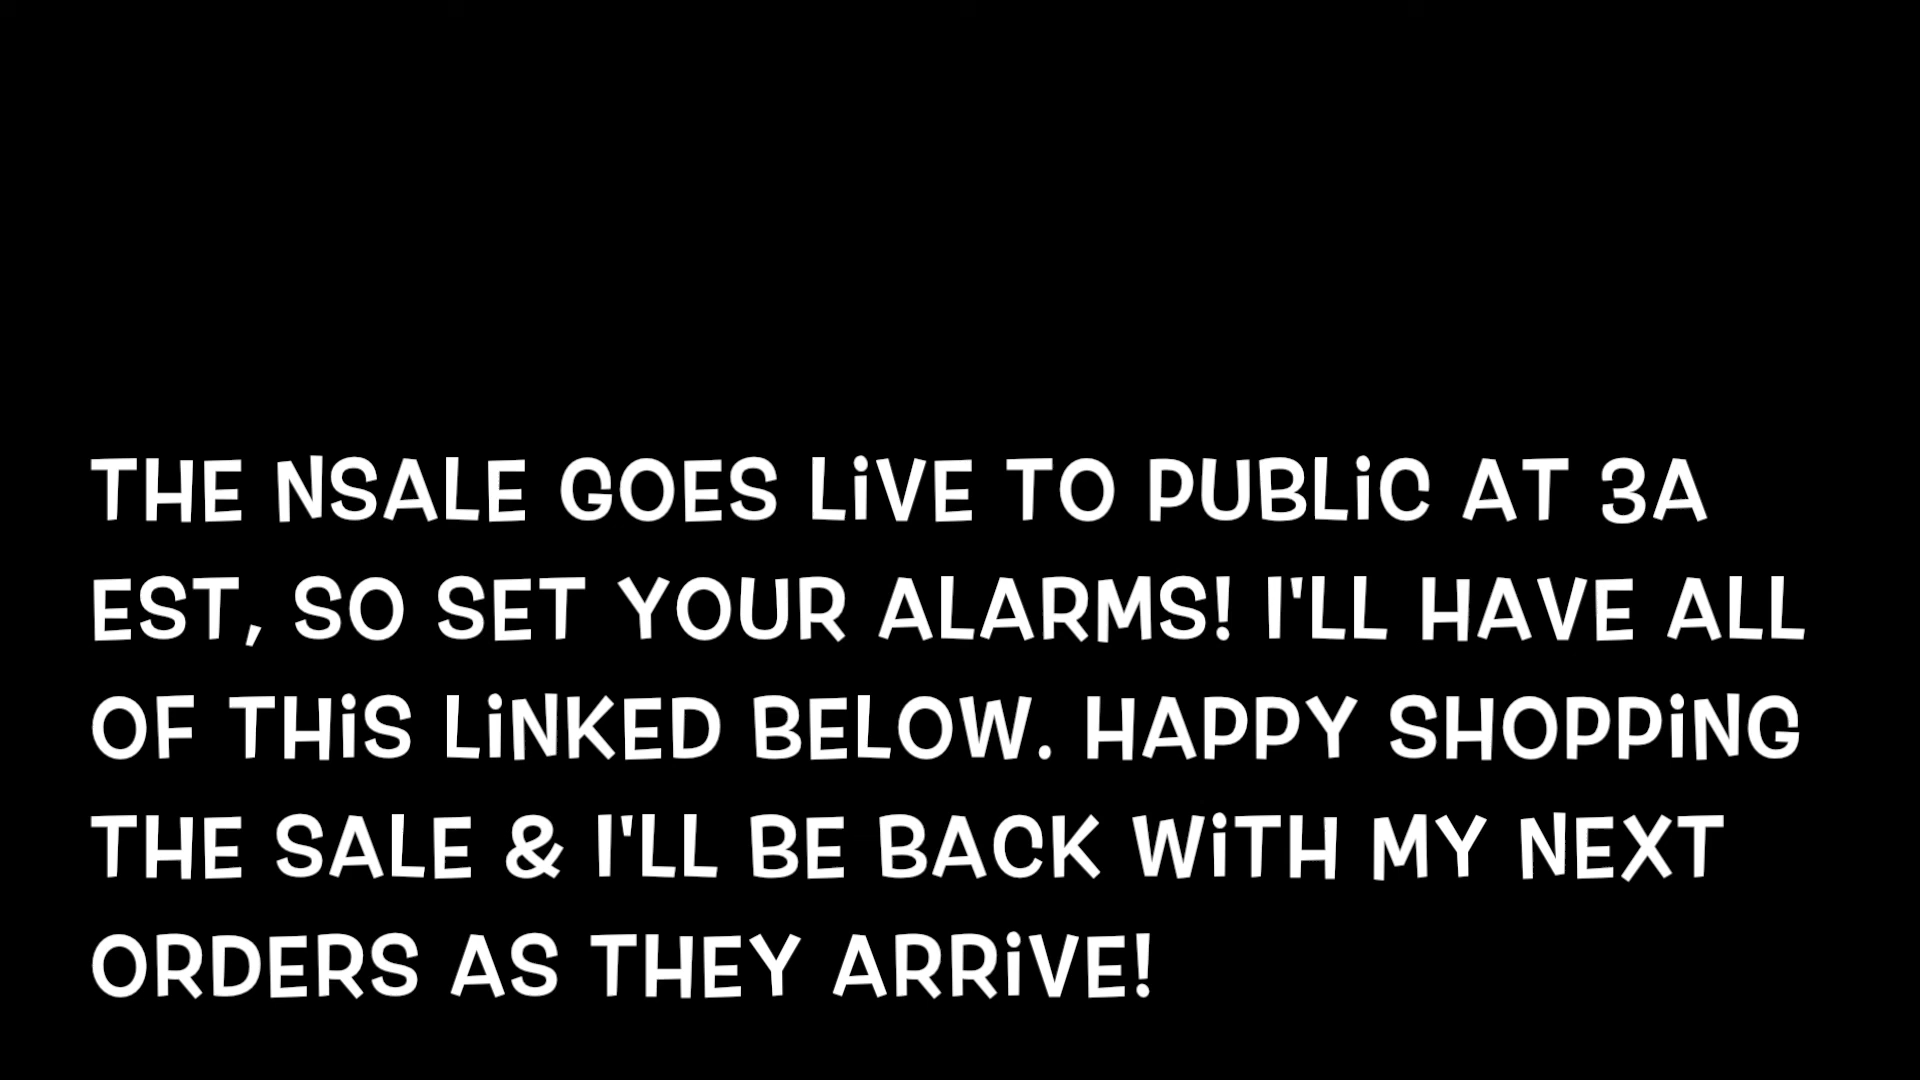 THE NSALE GOES LiVE TO PUBLiC AT 3A
EST, SO SET YOUR ALARMS! I'LL HAVE ALL
OF THiS LiNKED BELOW. HAPPY SHOPPiNG
THE SALE & I'LL BE BACK WiTH MY NEXT
ORDERS AS THEY ARRiVE!